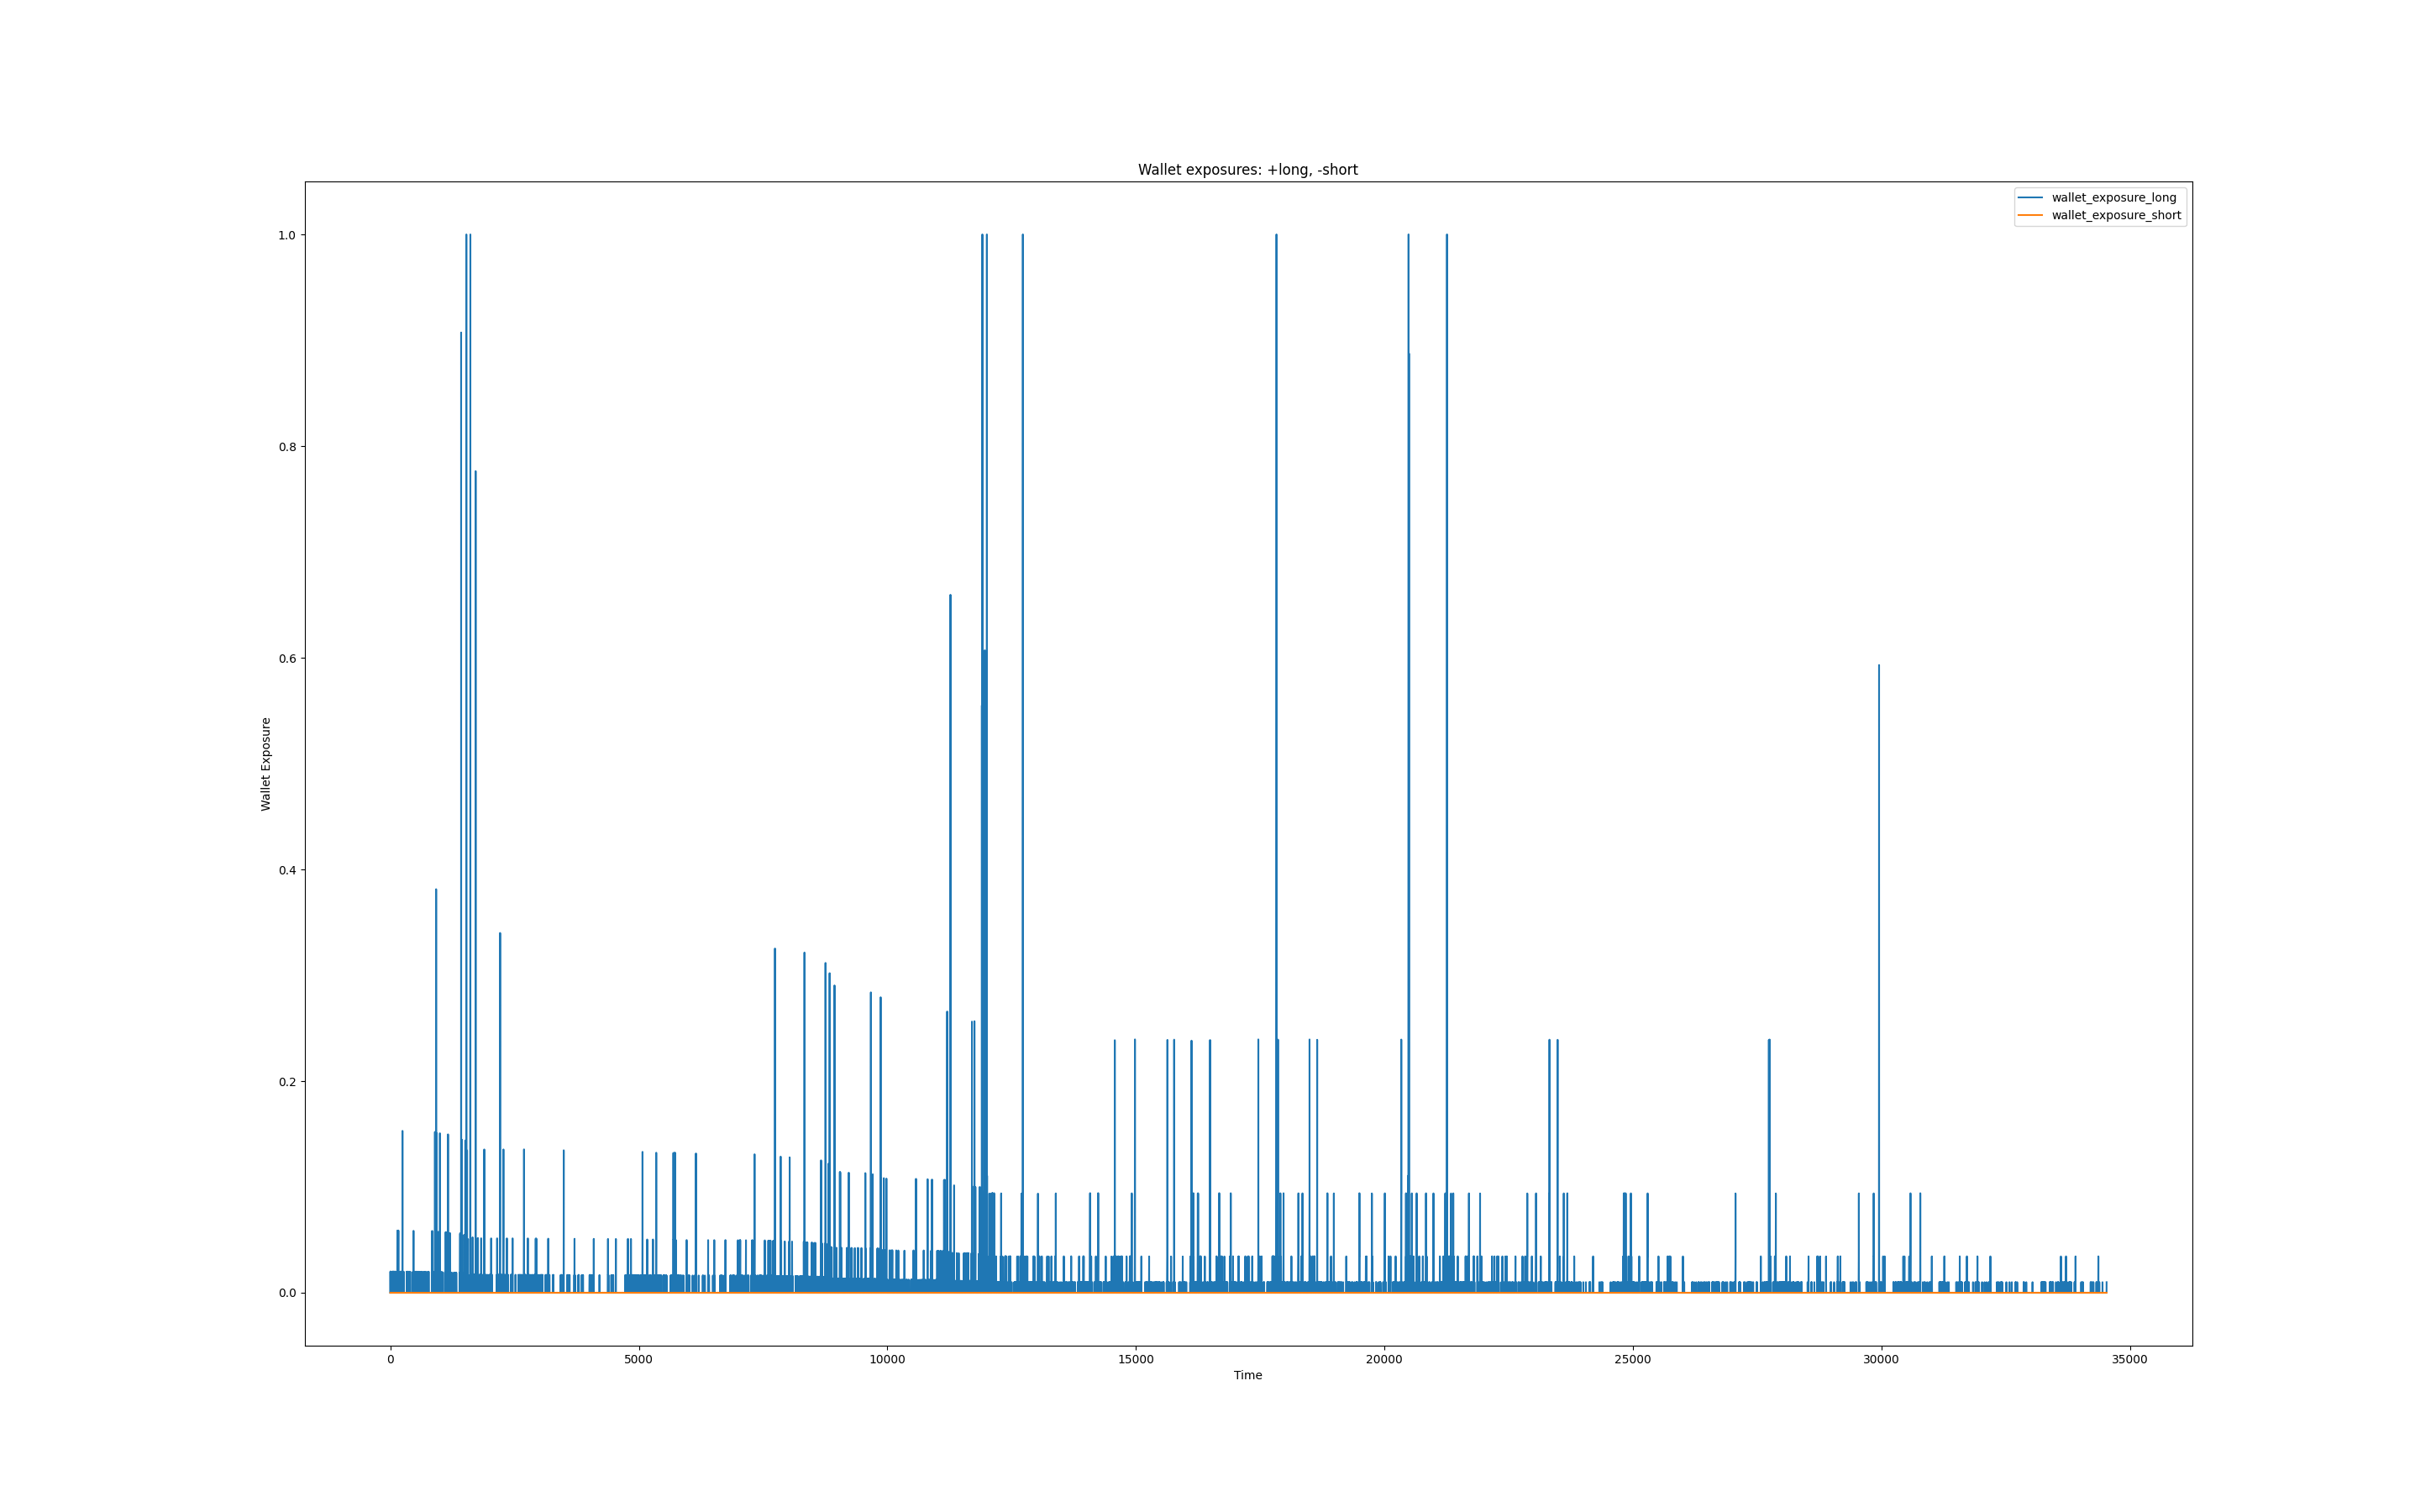 Wallet exposures: +long, -short
wallet_exposure_long
wallet_exposure_short
1.0
0.8
0.6
0.4
0.2
0.0
Wallet Exposure
0 5000 10000 15000 20000 25000 30000 35000
Time